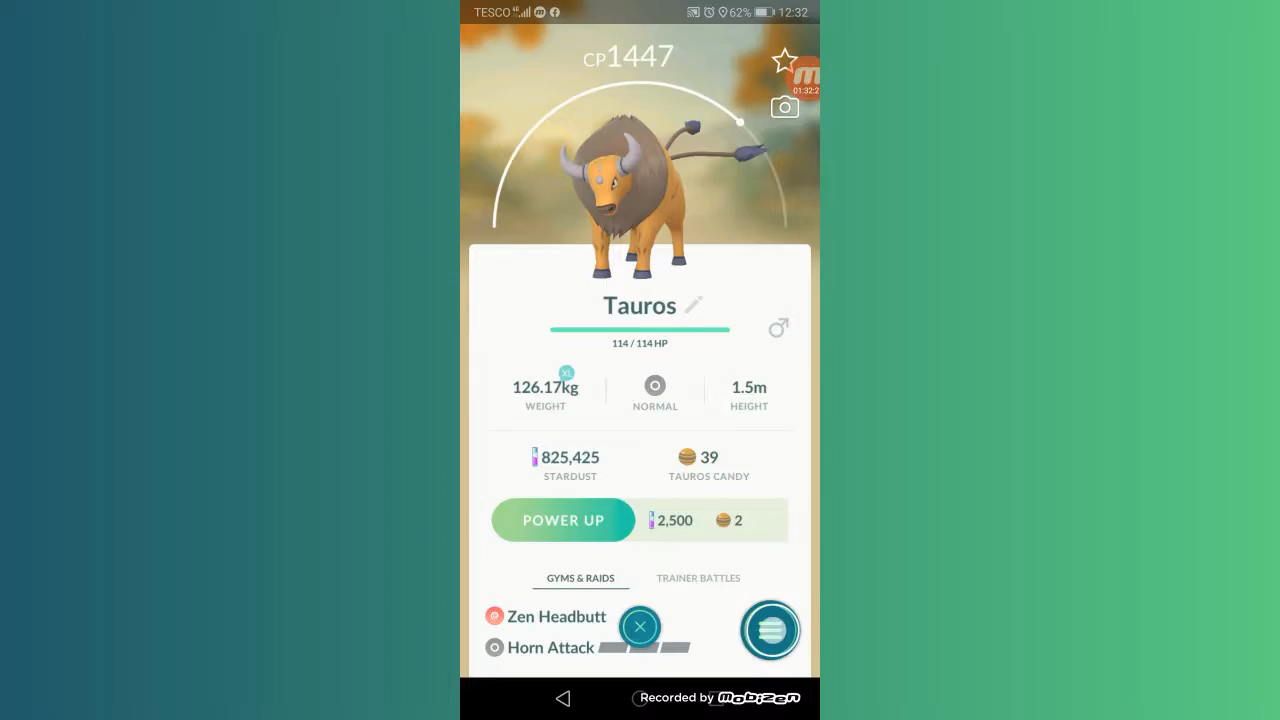 TESCO 62% 12:32
CP1447
01:32:2
Tauros
114 / 114 HP
XL
126.17kg
WEIGHT
NORMAL
1.5m
HEIGHT
825,425
STARDUST
39
TAUROS CANDY
POWER UP 2,500 2
GYMS & RAIDS TRAINER BATTLES
Zen Headbutt
Horn Attack
Recorded by mobizen